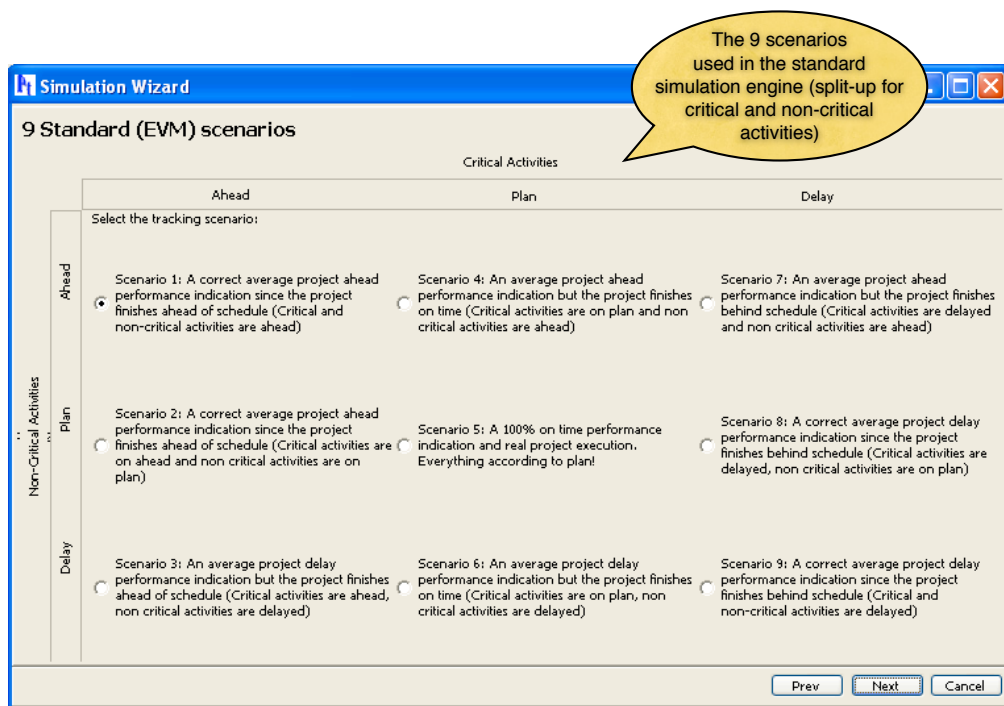 The 9 scenarios
used in the standard
simulation engine (split-up for
critical and non-critical
activities)
Simulation Wizard
9 Standard (EVM) scenarios
Critical Activities
Ahead
Plan
Delay
Select the tracking scenario:
Non-Critical Activities
Ahead
Scenario 1: A correct average project ahead
performance indication since the project
finishes ahead of schedule (Critical and
non-critical activities are ahead)
Scenario 4: An average project ahead
performance indication but the project finishes
on time (Critical activities are on plan and non
critical activities are ahead)
Scenario 7: An average project ahead
performance indication but the project finishes
behind schedule (Critical activities are delayed
and non critical activities are ahead)
Plan
Scenario 2: A correct average project ahead
performance indication since the project
finishes ahead of schedule (Critical activities are
on ahead and non critical activities are on
plan)
Scenario 5: A 100% on time performance
indication and real project execution.
Everything according to plan!
Scenario 8: A correct average project delay
performance indication since the project
finishes behind schedule (Critical activities are
delayed, non critical activities are on plan)
Delay
Scenario 3: An average project delay
performance indication but the project finishes
ahead of schedule (Critical activities are ahead,
non critical activities are delayed)
Scenario 6: An average project delay
performance indication but the project finishes
on time (Critical activities are on plan, non
critical activities are delayed)
Scenario 9: A correct average project delay
performance indication since the project
finishes behind schedule (Critical and
non-critical activities are delayed)
Prev
Next
Cancel